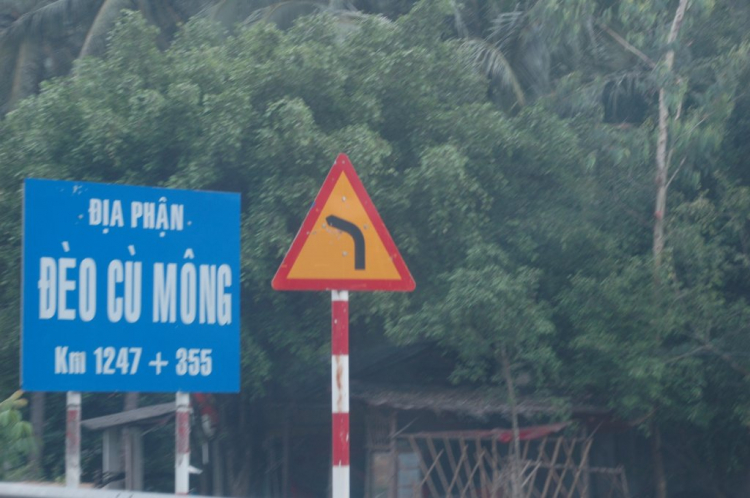 ĐỊA PHẬN
ĐÈO CÙ MÔNG
Km 1247 + 355